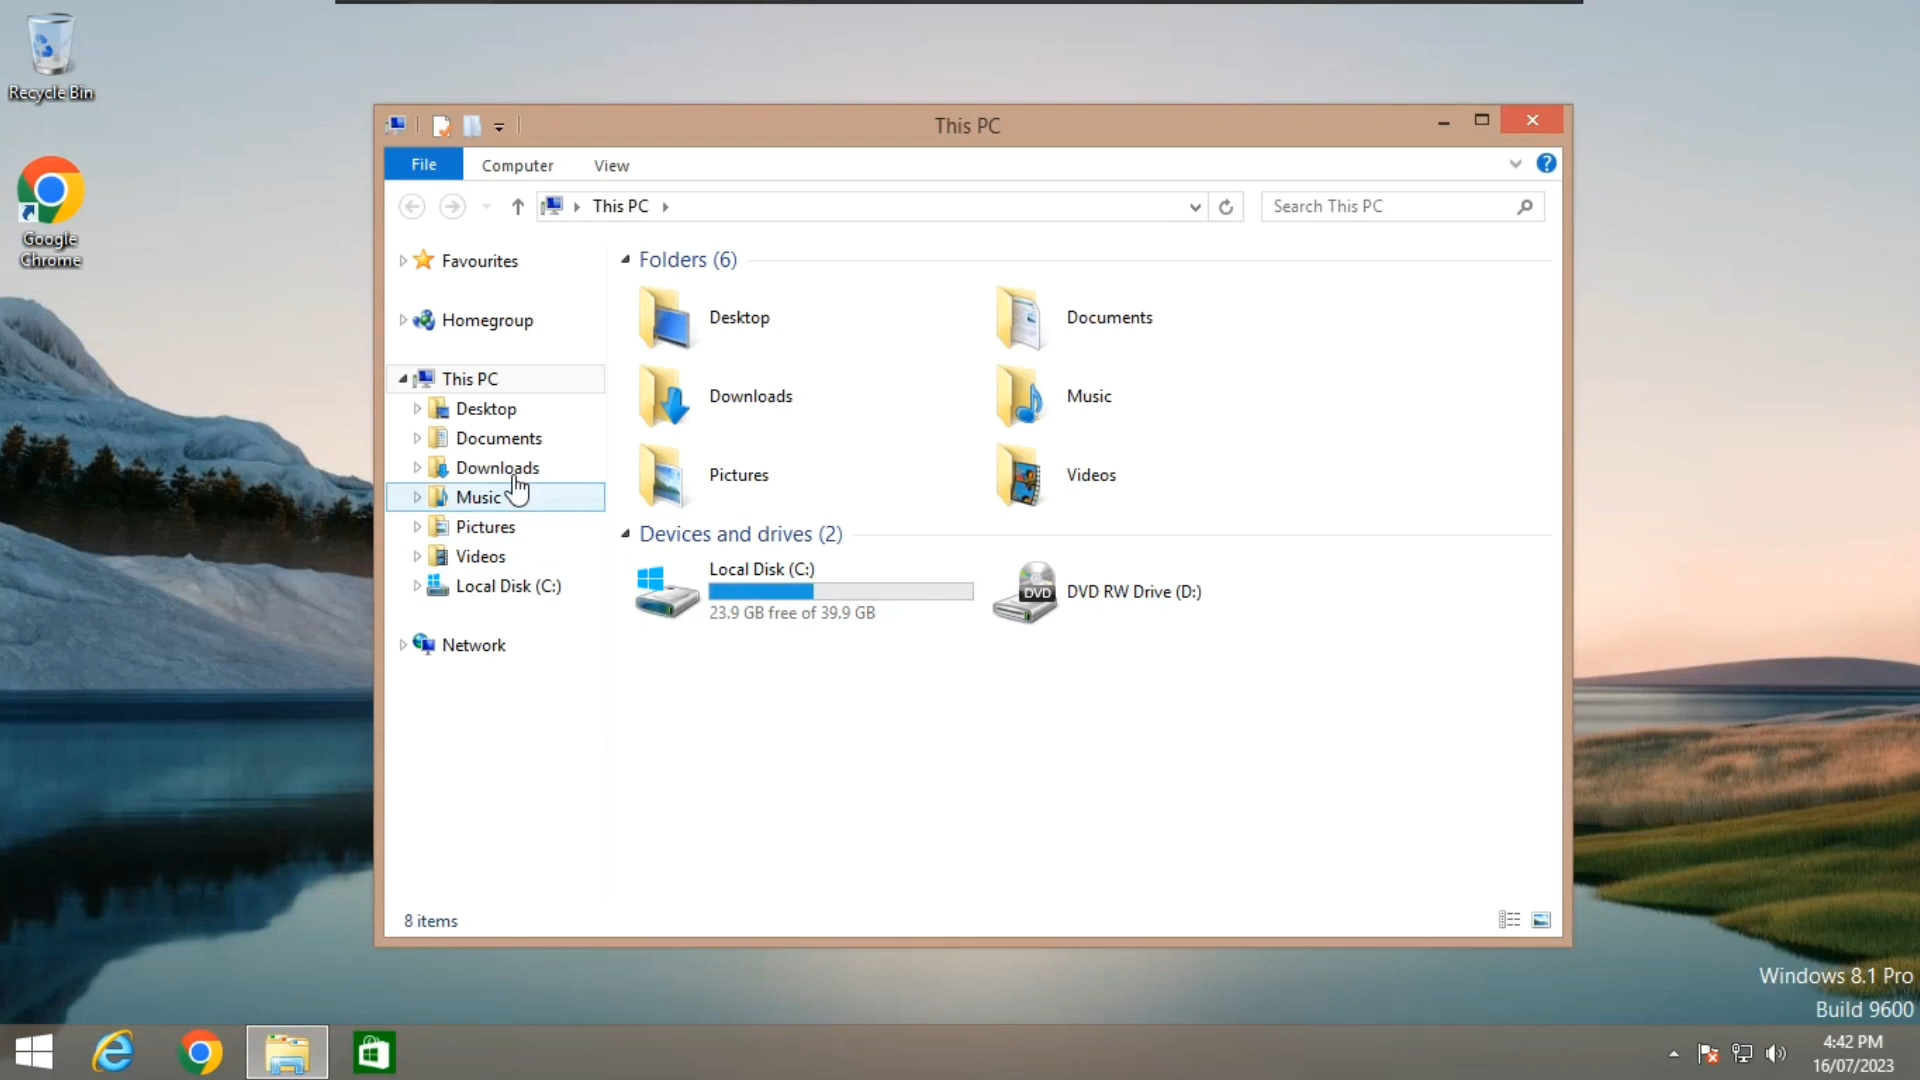 Recycle Bin
Google
Chrome
This PC
File
Computer
View
This PC
Search This PC
Favourites
Homegroup
This PC
Desktop
Documents
Downloads
Music
Pictures
Videos
Local Disk (C:)
Network
Folders (6)
Desktop
Documents
Downloads
Music
Pictures
Videos
Devices and drives (2)
Local Disk (C:)
23.9 GB free of 39.9 GB
DVD
DVD RW Drive (D:)
8 items
Windows 8.1 Pro
Build 9600
4:42 PM
16/07/2023